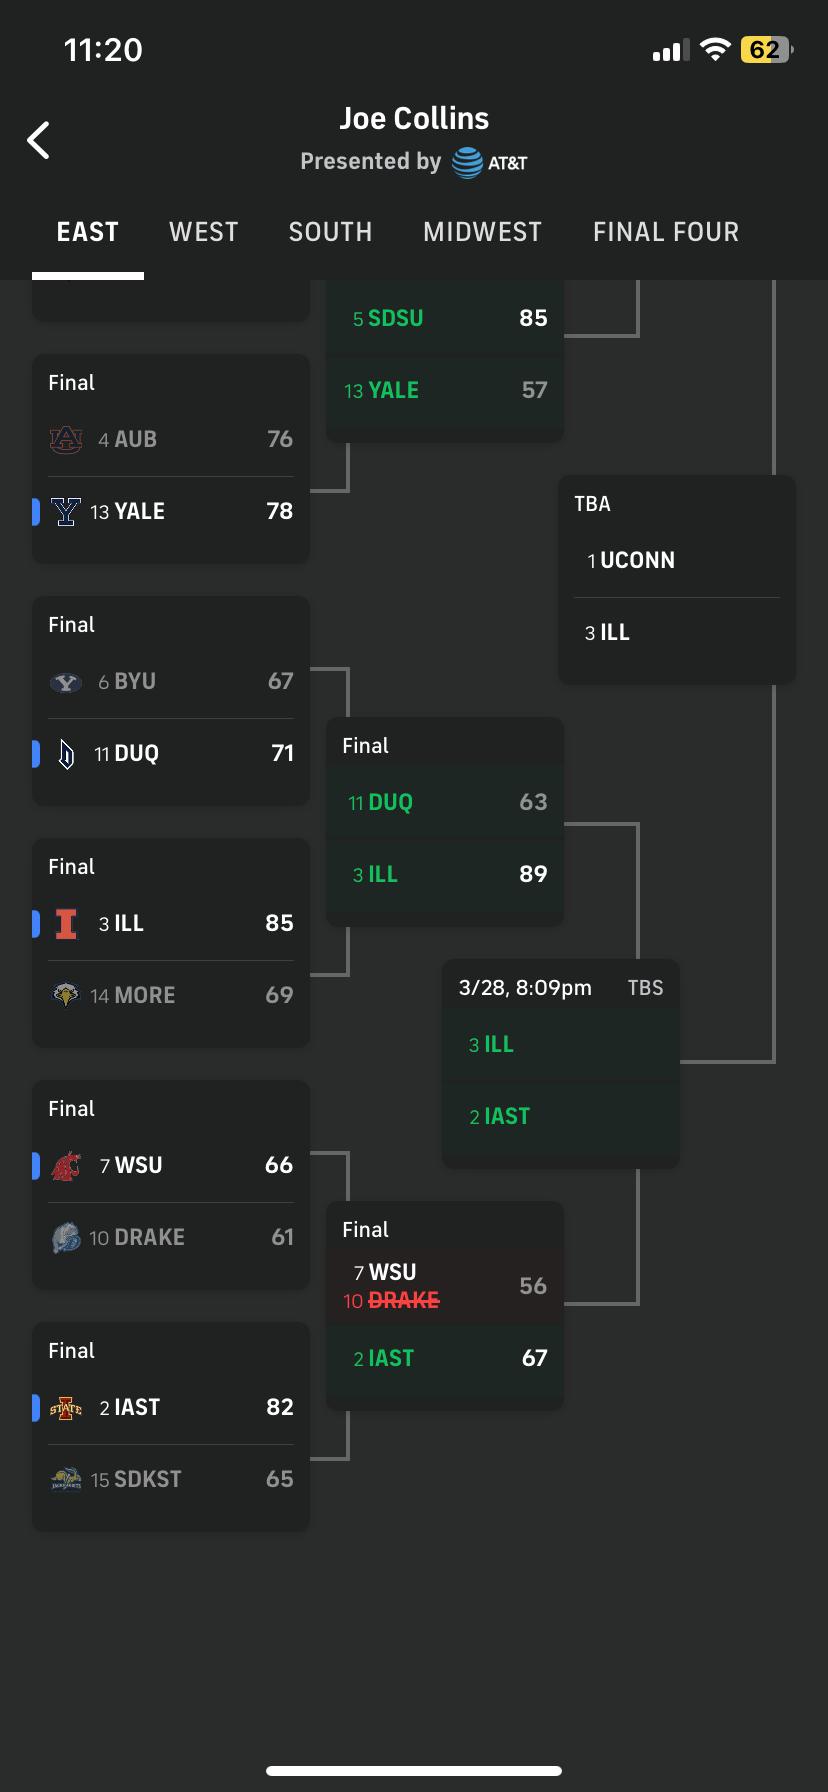 11:20
62
Joe Collins
Presented by AT&T
EAST WEST SOUTH MIDWEST FINAL FOUR
5 SDSU 85
13 YALE 57
Final
4 AUB 76
13 YALE 78
TBA
1 UCONN
3 ILL
Final
6 BYU 67
11 DUQ 71
Final
11 DUQ 63
3 ILL 89
Final
3 ILL 85
14 MORE 69
3/28, 8:09pm TBS
3 ILL
2 IAST
Final
7 WSU 66
10 DRAKE 61
Final
7 WSU
10 DRAKE
56
2 IAST 67
Final
STATE 2 IAST 82
15 SDKST 65